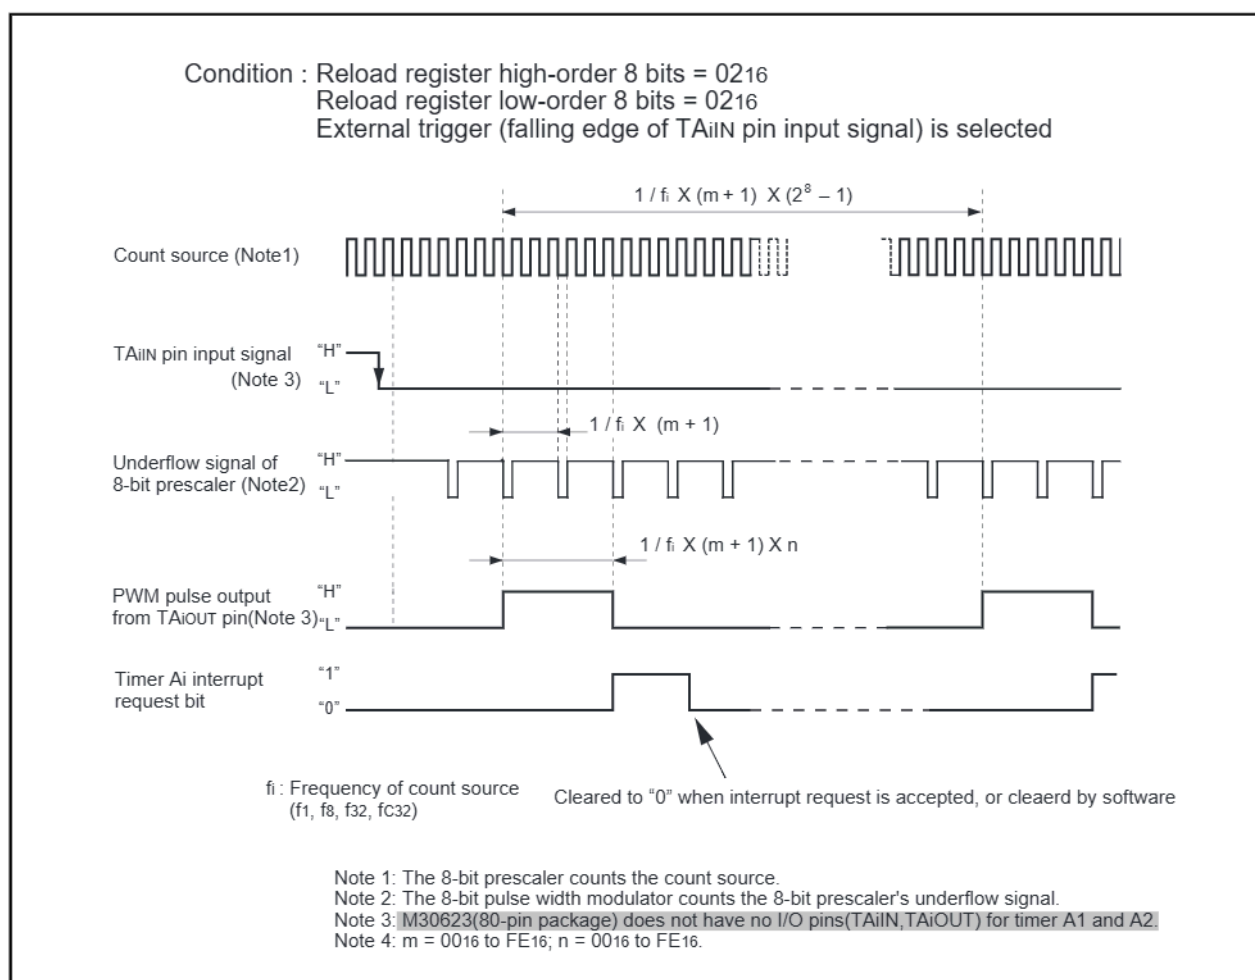 Condition : Reload register high-order 8 bits = 0216
Reload register low-order 8 bits = 0216
External trigger (falling edge of TAiIN pin input signal) is selected
1 / fi X (m + 1) X (2⁸ – 1)
Count source (Note1)
TAiIN pin input signal
(Note 3)
“H”
“L”
1 / fi X (m + 1)
Underflow signal of
8-bit prescaler (Note2)
“H”
“L”
1 / fi X (m + 1) X n
PWM pulse output
from TAiOUT pin(Note 3)
“H”
“L”
Timer Ai interrupt
request bit
“1”
“0”
fi : Frequency of count source
(f1, f8, f32, fC32)
Cleared to “0” when interrupt request is accepted, or cleaerd by software
Note 1: The 8-bit prescaler counts the count source.
Note 2: The 8-bit pulse width modulator counts the 8-bit prescaler's underflow signal.
Note 3: M30623(80-pin package) does not have no I/O pins(TAiIN,TAiOUT) for timer A1 and A2.
Note 4: m = 0016 to FE16; n = 0016 to FE16.